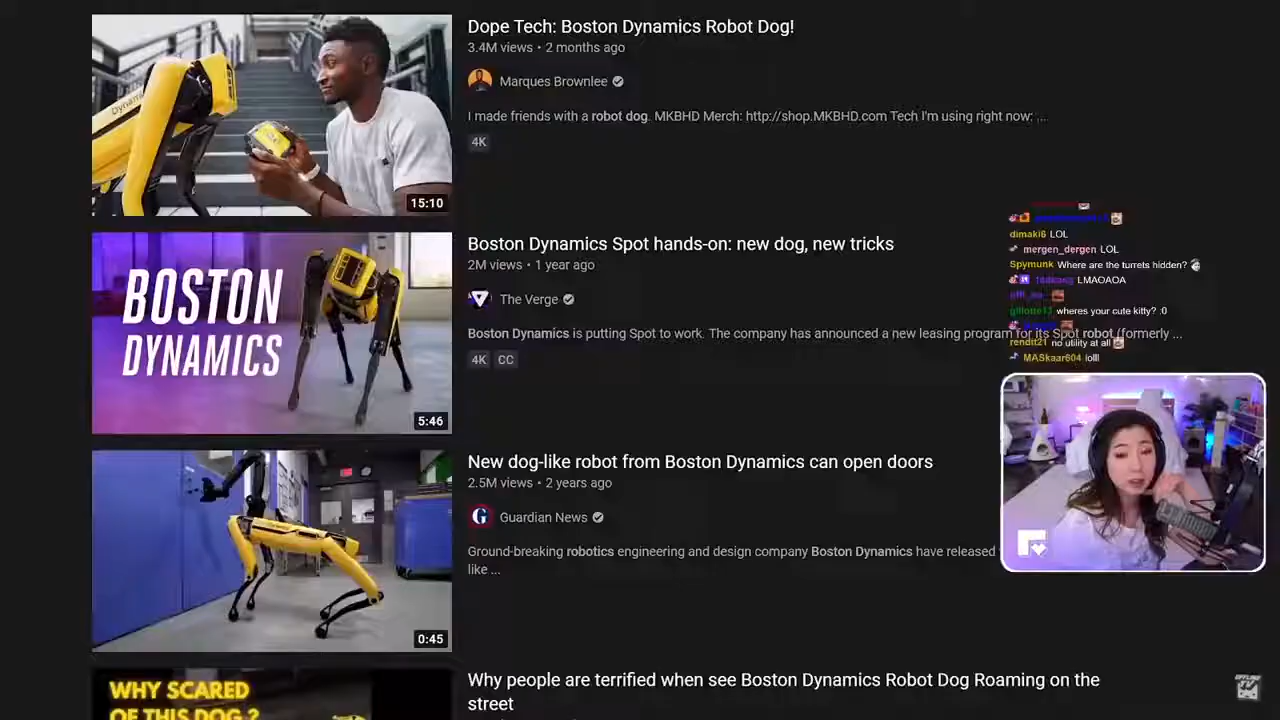 Dope Tech: Boston Dynamics Robot Dog!
3.4M views • 2 months ago
Marques Brownlee
I made friends with a robot dog. MKBHD Merch: http://shop.MKBHD.com Tech I'm using right now: ...
4K
15:10
BOSTON
DYNAMICS
5:46
Boston Dynamics Spot hands-on: new dog, new tricks
2M views • 1 year ago
The Verge
Boston Dynamics is putting Spot to work. The company has announced a new leasing program for its Spot robot (formerly ...
4K CC
dimaki6 LOL
mergen_dergen LOL
Spymunk Where are the turrets hidden?
LMAOAOA
wheres your cute kitty? :0
rendit21 no utility at all
MASkaar604 lolll
New dog-like robot from Boston Dynamics can open doors
2.5M views • 2 years ago
G Guardian News
Ground-breaking robotics engineering and design company Boston Dynamics have released
like ...
0:45
WHY SCARED
OF THIS DOG ?
Why people are terrified when see Boston Dynamics Robot Dog Roaming on the
street
OFFLINE
TV